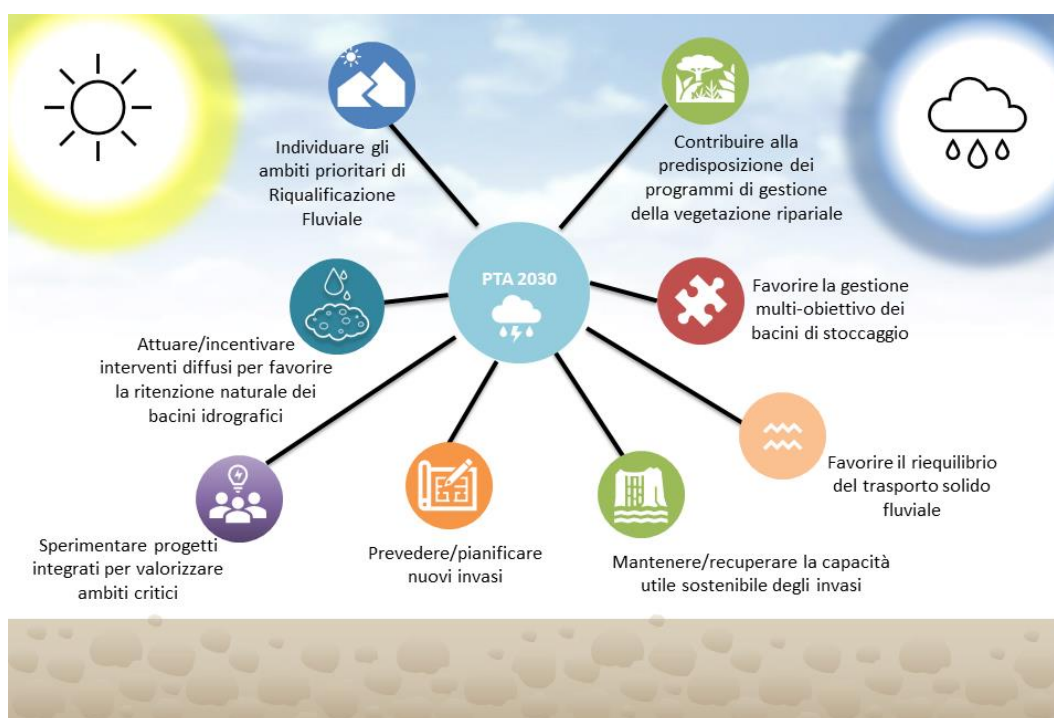 Individuare gli
ambiti prioritari di
Riqualificazione
Fluviale
Contribuire alla
predisposizione dei
programmi di gestione
della vegetazione ripariale
PTA 2030
Attuare/incentivare
interventi diffusi per favorire
la ritenzione naturale dei
bacini idrografici
Favorire la gestione
multi-obiettivo dei
bacini di stoccaggio
Sperimentare progetti
integrati per valorizzare
ambiti critici
Prevedere/pianificare
nuovi invasi
Mantenere/recuperare la capacità
utile sostenibile degli invasi
Favorire il riequilibrio
del trasporto solido
fluviale